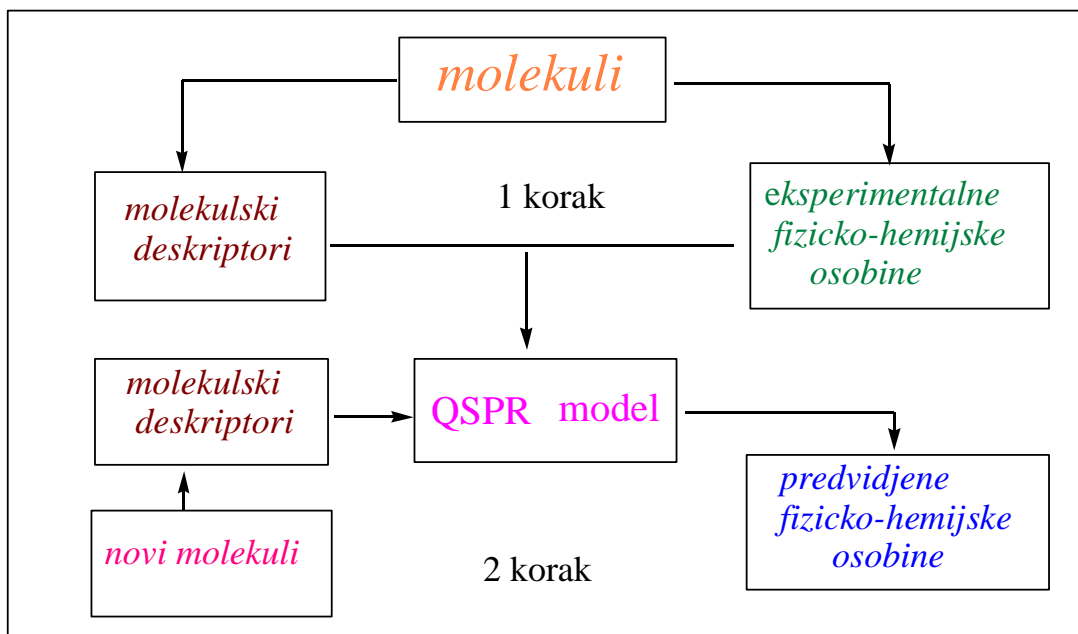 molekuli
molekulski
deskriptori
1 korak
eksperimentalne
fizicko-hemijske
osobine
molekulski
deskriptori
QSPR model
predvidjene
fizicko-hemijske
osobine
novi molekuli
2 korak